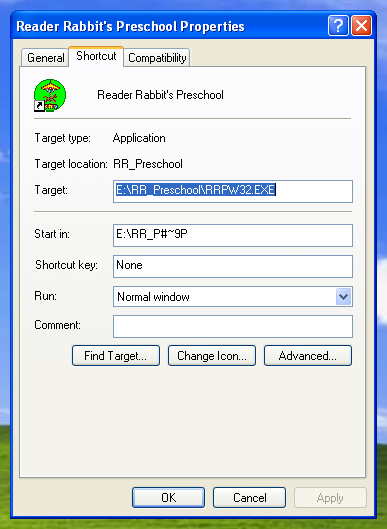 Reader Rabbit's Preschool Properties
General Shortcut Compatibility
Reader Rabbit's Preschool
Target type: Application
Target location: RR_Preschool
Target: E:\RR_Preschool\RRPW32.EXE
Start in: E:\RR_P#~9P
Shortcut key: None
Run: Normal window
Comment:
Find Target... Change Icon... Advanced...
OK Cancel Apply